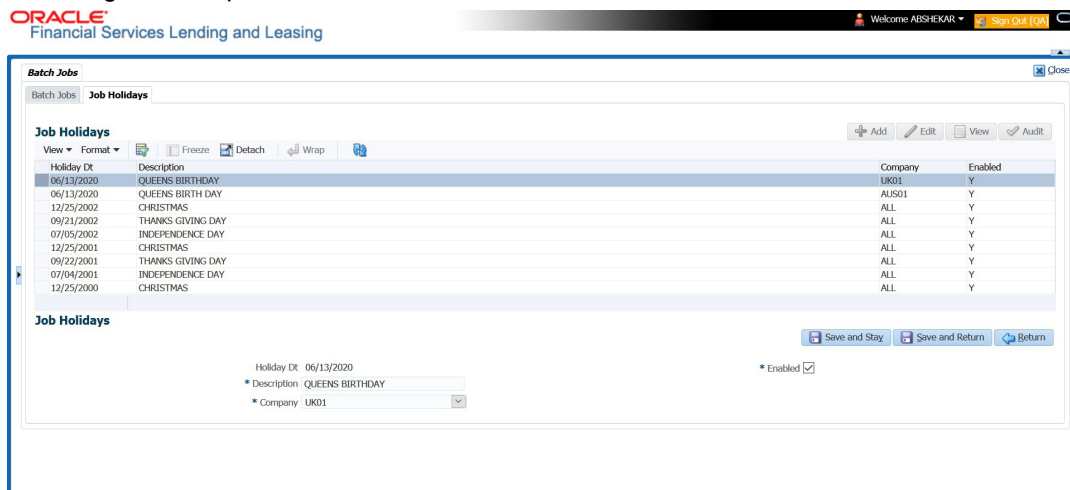 ORACLE®
Financial Services Lending and Leasing
Welcome ABSHEKAR
Sign Out [QA]
Batch Jobs
Close
Batch Jobs Job Holidays
Job Holidays
Add Edit View Audit
View Format Freeze Detach Wrap
Holiday Dt Description Company Enabled
06/13/2020 QUEENS BIRTHDAY UK01 Y
06/13/2020 QUEENS BIRTH DAY AUS01 Y
12/25/2002 CHRISTMAS ALL Y
09/21/2002 THANKS GIVING DAY ALL Y
07/05/2002 INDEPENDENCE DAY ALL Y
12/25/2001 CHRISTMAS ALL Y
09/22/2001 THANKS GIVING DAY ALL Y
07/04/2001 INDEPENDENCE DAY ALL Y
12/25/2000 CHRISTMAS ALL Y
Job Holidays
Save and Stay Save and Return Return
Holiday Dt 06/13/2020 * Enabled
* Description QUEENS BIRTHDAY
* Company UK01